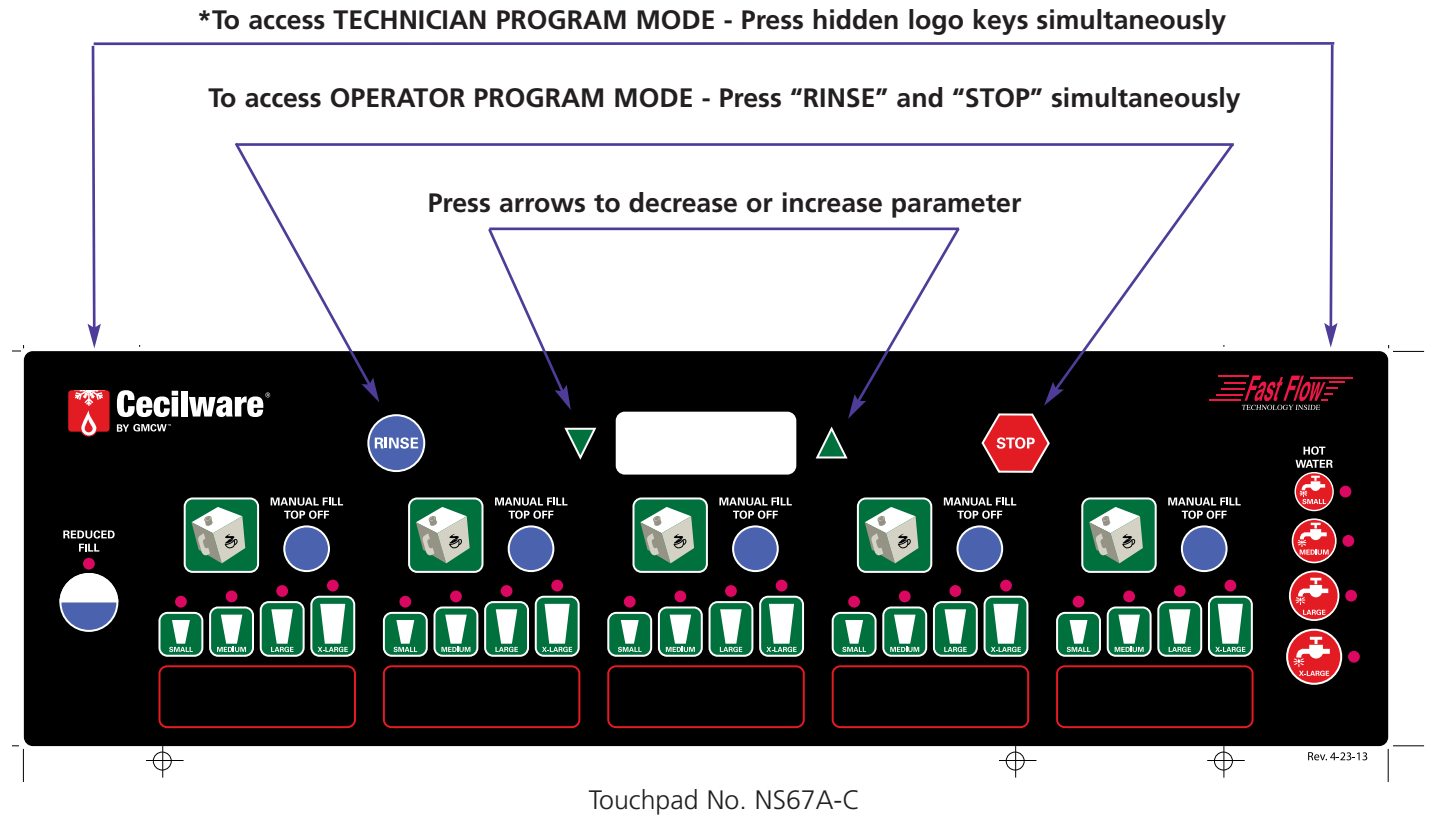 *To access TECHNICIAN PROGRAM MODE - Press hidden logo keys simultaneously
To access OPERATOR PROGRAM MODE - Press “RINSE” and “STOP” simultaneously
Press arrows to decrease or increase parameter
Cecilware®
BY GMCW™
RINSE
STOP
Fast Flow
TECHNOLOGY INSIDE
HOT
WATER
SMALL
MEDIUM
LARGE
X-LARGE
REDUCED
FILL
MANUAL FILL
TOP OFF
SMALL MEDIUM LARGE X-LARGE
MANUAL FILL
TOP OFF
SMALL MEDIUM LARGE X-LARGE
MANUAL FILL
TOP OFF
SMALL MEDIUM LARGE X-LARGE
MANUAL FILL
TOP OFF
SMALL MEDIUM LARGE X-LARGE
MANUAL FILL
TOP OFF
SMALL MEDIUM LARGE X-LARGE
Rev. 4-23-13
Touchpad No. NS67A-C